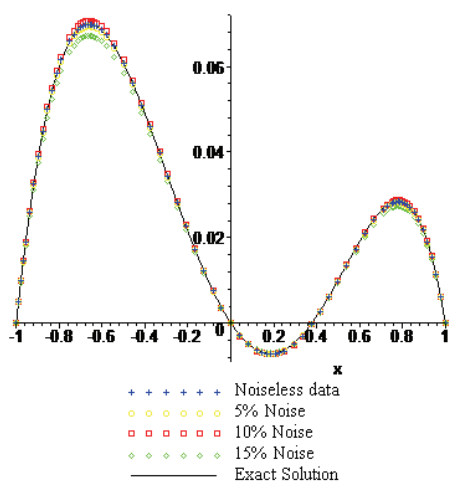 0.06
0.04
0.02
-1 -0.8 -0.6 -0.4 -0.2 0 0.2 0.4 0.6 0.8 1
x
Noiseless data
5% Noise
10% Noise
15% Noise
Exact Solution